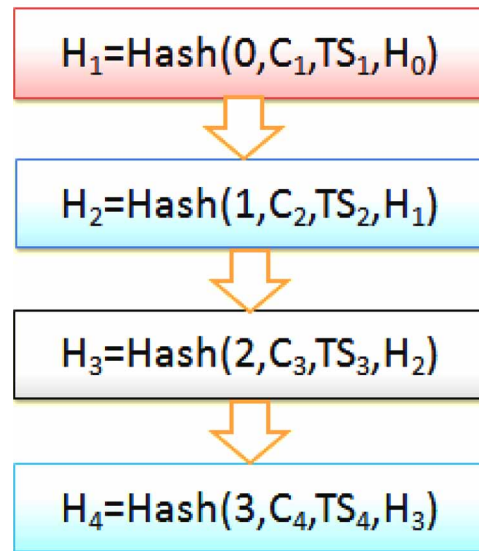 H₁=Hash(0,C₁,TS₁,H₀)
H₂=Hash(1,C₂,TS₂,H₁)
H₃=Hash(2,C₃,TS₃,H₂)
H₄=Hash(3,C₄,TS₄,H₃)